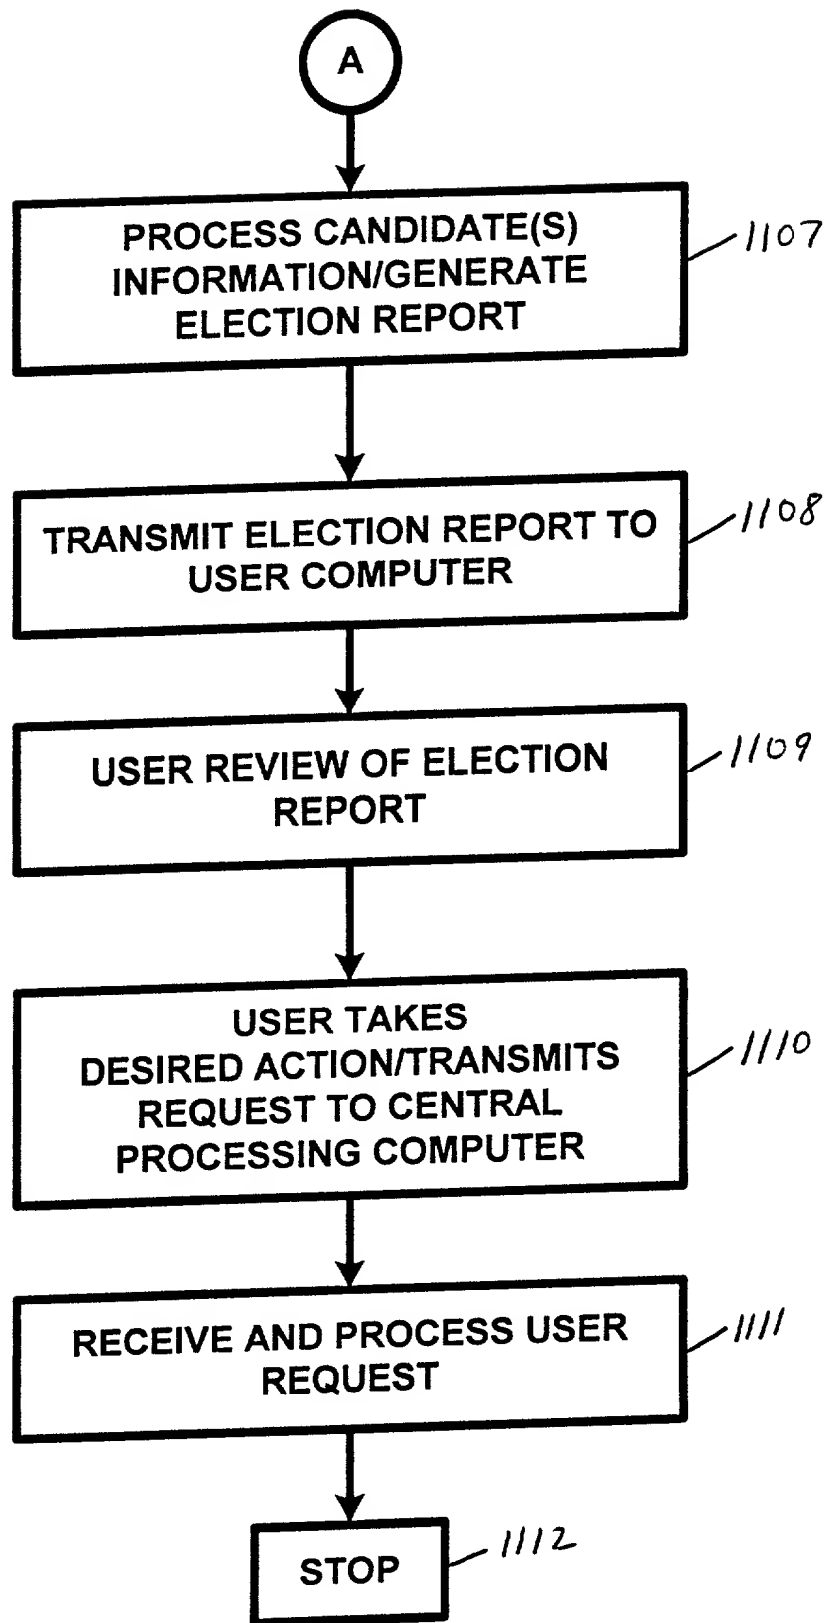 A
PROCESS CANDIDATE(S)
INFORMATION/GENERATE
ELECTION REPORT
1107
TRANSMIT ELECTION REPORT TO
USER COMPUTER
1108
USER REVIEW OF ELECTION
REPORT
1109
USER TAKES
DESIRED ACTION/TRANSMITS
REQUEST TO CENTRAL
PROCESSING COMPUTER
1110
RECEIVE AND PROCESS USER
REQUEST
1111
STOP
1112